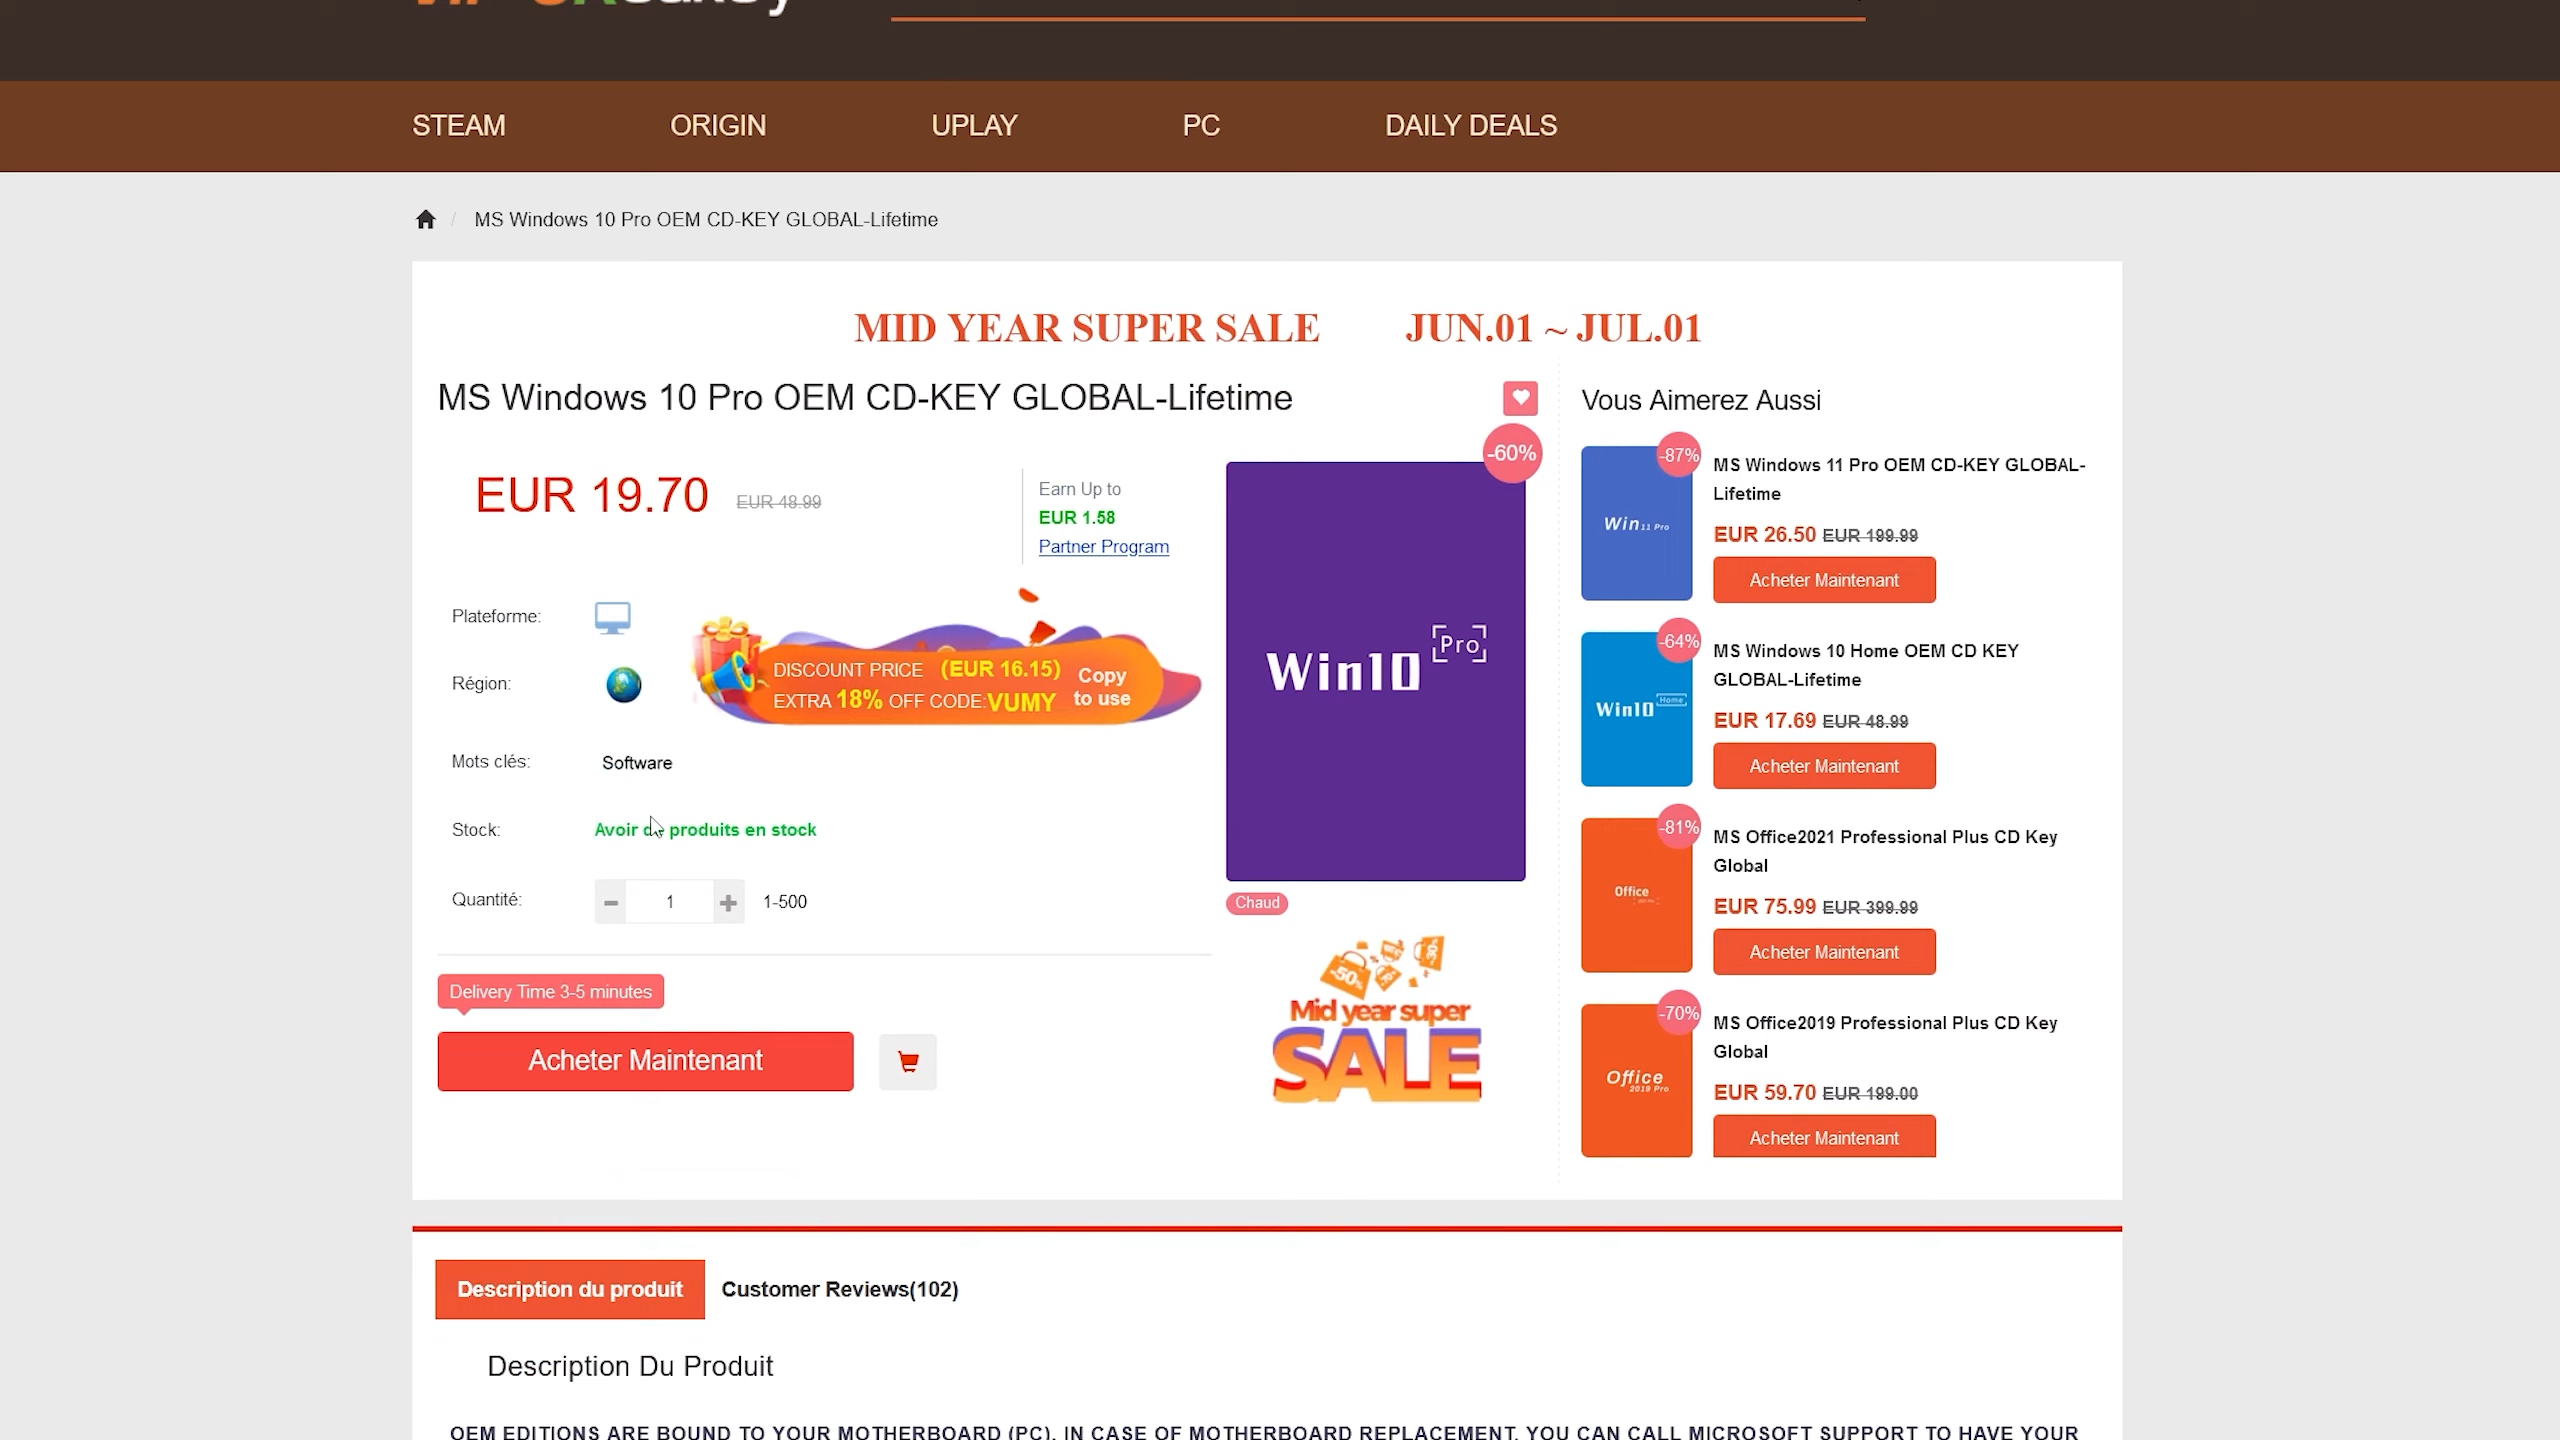 STEAM
ORIGIN
UPLAY
PC
DAILY DEALS
/ MS Windows 10 Pro OEM CD-KEY GLOBAL-Lifetime
MID YEAR SUPER SALE JUN.01 ~ JUL.01
MS Windows 10 Pro OEM CD-KEY GLOBAL-Lifetime
EUR 19.70 EUR 48.99
Earn Up to
EUR 1.58
Partner Program
Plateforme:
Région:
DISCOUNT PRICE (EUR 16.15)
EXTRA 18% OFF CODE:VUMY
Copy
to use
Mots clés: Software
Stock: Avoir produits en stock
Quantité: 1 1-500
Delivery Time 3-5 minutes
Acheter Maintenant
-60%
Win10 Pro
Chaud
-50%
Mid year super
SALE
Vous Aimerez Aussi
-87%
Win 11 Pro
MS Windows 11 Pro OEM CD-KEY GLOBAL-
Lifetime
EUR 26.50 EUR 199.99
Acheter Maintenant
-64%
Win10 Home
MS Windows 10 Home OEM CD KEY
GLOBAL-Lifetime
EUR 17.69 EUR 48.99
Acheter Maintenant
-81%
Office
MS Office2021 Professional Plus CD Key
Global
EUR 75.99 EUR 399.99
Acheter Maintenant
-70%
Office
2019 Pro
MS Office2019 Professional Plus CD Key
Global
EUR 59.70 EUR 199.00
Acheter Maintenant
Description du produit
Customer Reviews(102)
Description Du Produit
OEM EDITIONS ARE BOUND TO YOUR MOTHERBOARD (PC). IN CASE OF MOTHERBOARD REPLACEMENT, YOU CAN CALL MICROSOFT SUPPORT TO HAVE YOUR